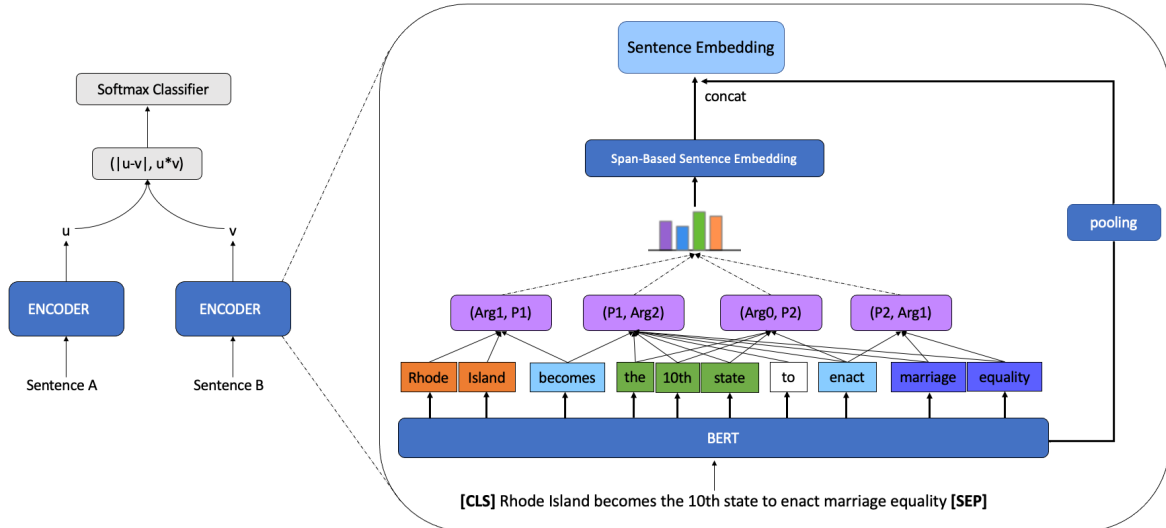 Softmax Classifier
(|u-v|, u*v)
u
v
ENCODER
ENCODER
Sentence A
Sentence B
Sentence Embedding
concat
Span-Based Sentence Embedding
pooling
(Arg1, P1)
(P1, Arg2)
(Arg0, P2)
(P2, Arg1)
Rhode Island becomes the 10th state to enact marriage equality
BERT
[CLS] Rhode Island becomes the 10th state to enact marriage equality [SEP]